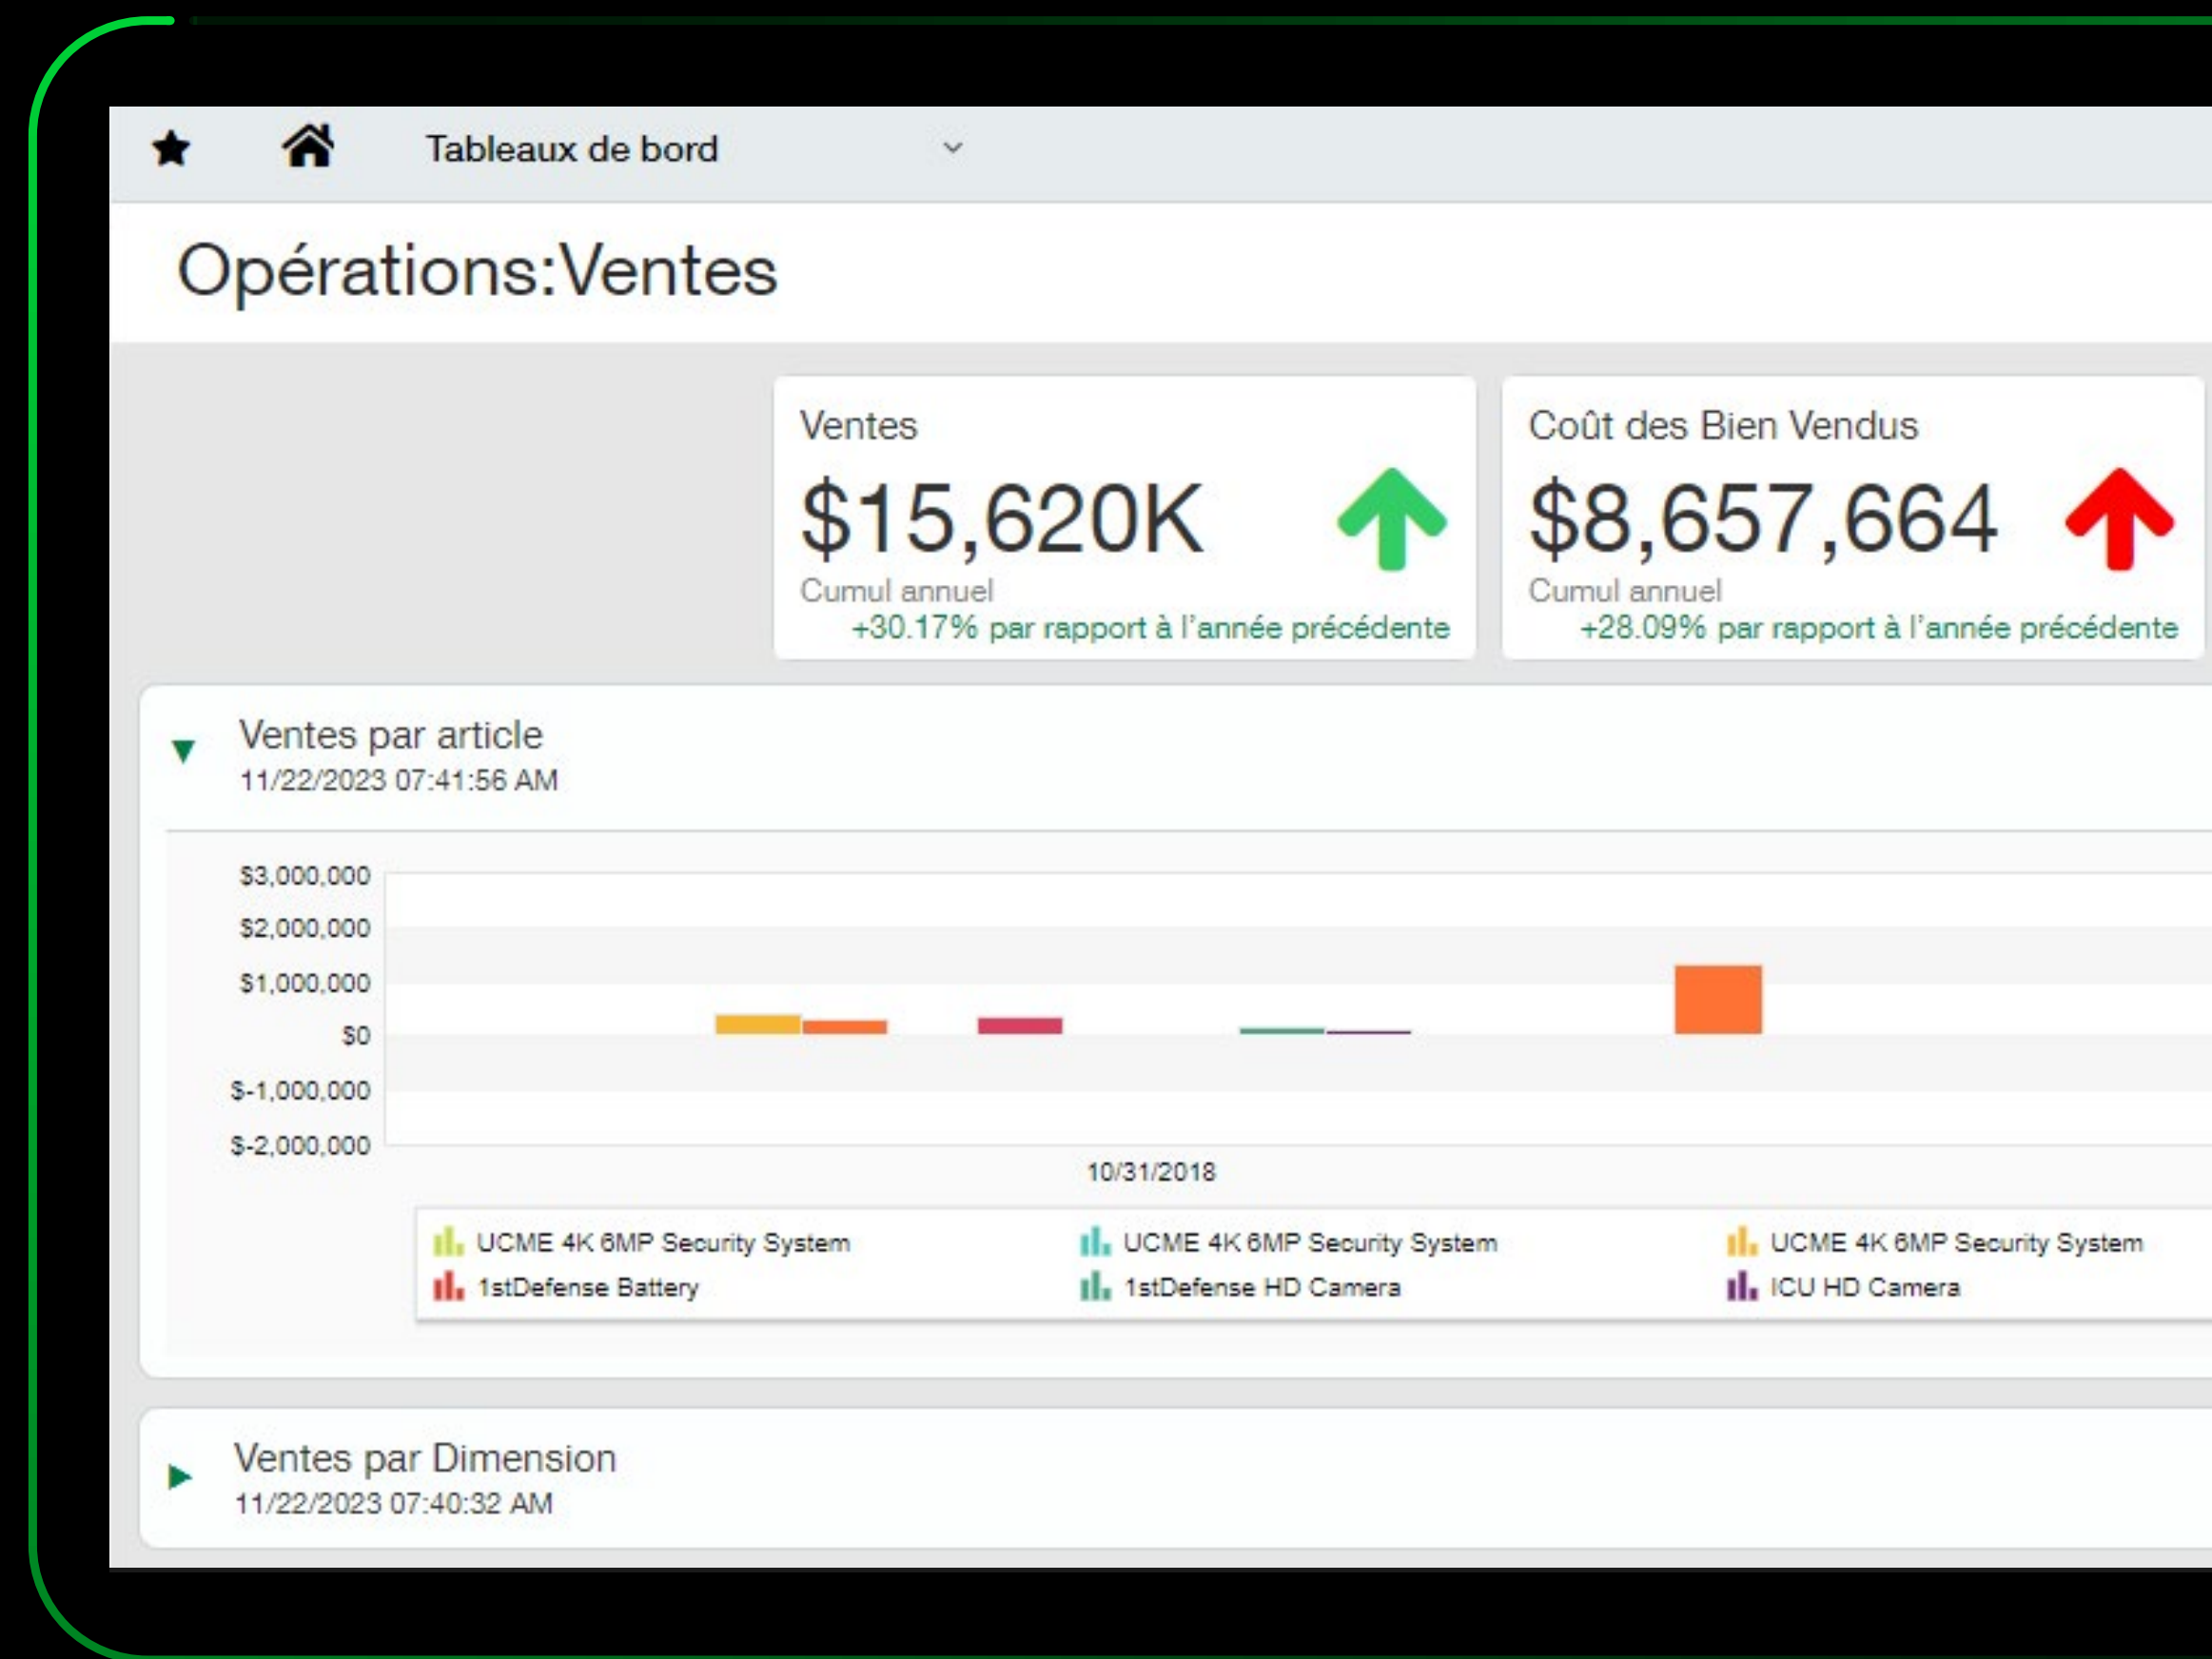 Tableaux de bord
Opérations:Ventes
Ventes
$15,620K
Cumul annuel
+30.17% par rapport à l'année précédente
Coût des Bien Vendus
$8,657,664
Cumul annuel
+28.09% par rapport à l'année précédente
Ventes par article
11/22/2023 07:41:56 AM
$3,000,000
$2,000,000
$1,000,000
$0
$-1,000,000
$-2,000,000
10/31/2018
UCME 4K 6MP Security System
UCME 4K 6MP Security System
UCME 4K 6MP Security System
1stDefense Battery
1stDefense HD Camera
ICU HD Camera
Ventes par Dimension
11/22/2023 07:40:32 AM